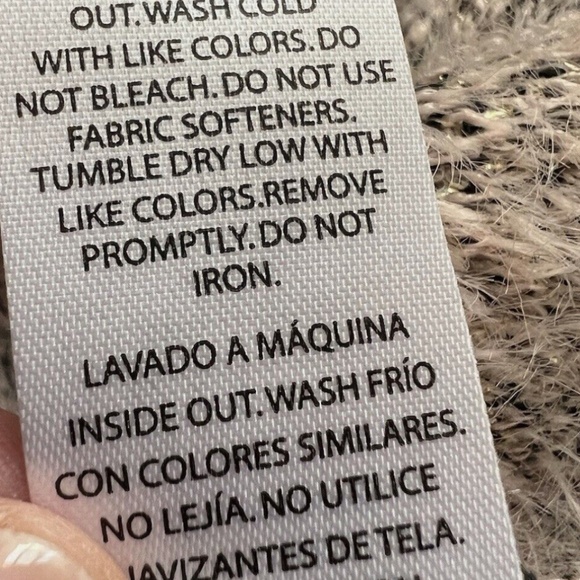 OUT. WASH COLD
WITH LIKE COLORS. DO
NOT BLEACH. DO NOT USE
FABRIC SOFTENERS.
TUMBLE DRY LOW WITH
LIKE COLORS.REMOVE
PROMPTLY. DO NOT
IRON.
LAVADO A MÁQUINA
INSIDE OUT. WASH FRÍO
CON COLORES SIMILARES.
NO LEJÍA. NO UTILICE
DE TELA.